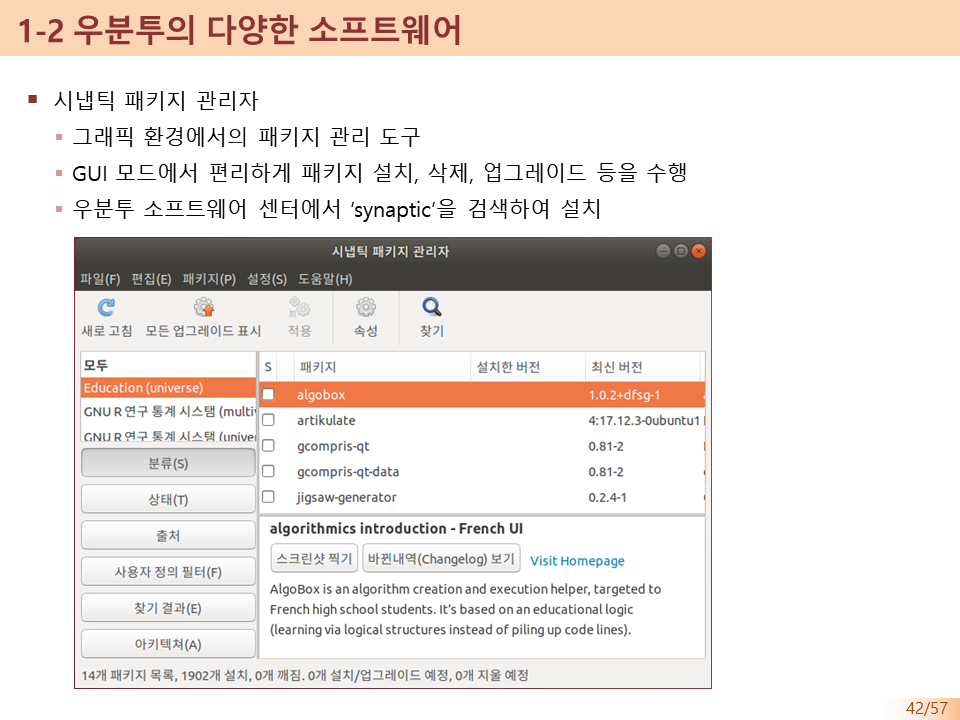 1-2 우분투의 다양한 소프트웨어
시냅틱 패키지 관리자
그래픽 환경에서의 패키지 관리 도구
GUI 모드에서 편리하게 패키지 설치, 삭제, 업그레이드 등을 수행
우분투 소프트웨어 센터에서 ‘synaptic’을 검색하여 설치
시냅틱 패키지 관리자
파일(F) 편집(E) 패키지(P) 설정(S) 도움말(H)
새로 고침 모든 업그레이드 표시 적용 속성 찾기
모두
Education (universe)
GNU R 연구 통계 시스템 (multiv
GNU R 연구 통계 시스템 (univer
분류(S)
상태(T)
출처
사용자 정의 필터(F)
찾기 결과(E)
아키텍쳐(A)
S 패키지 설치한 버전 최신 버전
algobox 1.0.2+dfsg-1
artikulate 4:17.12.3-0ubuntu1
gcompris-qt 0.81-2
gcompris-qt-data 0.81-2
jigsaw-generator 0.2.4-1
algorithmics introduction - French UI
스크린샷 찍기 바뀐내역(Changelog) 보기 Visit Homepage
AlgoBox is an algorithm creation and execution helper, targeted to
French high school students. It’s based on an educational logic
(learning via logical structures instead of piling up code lines).
14개 패키지 목록, 1902개 설치, 0개 깨짐. 0개 설치/업그레이드 예정, 0개 지울 예정
42/57